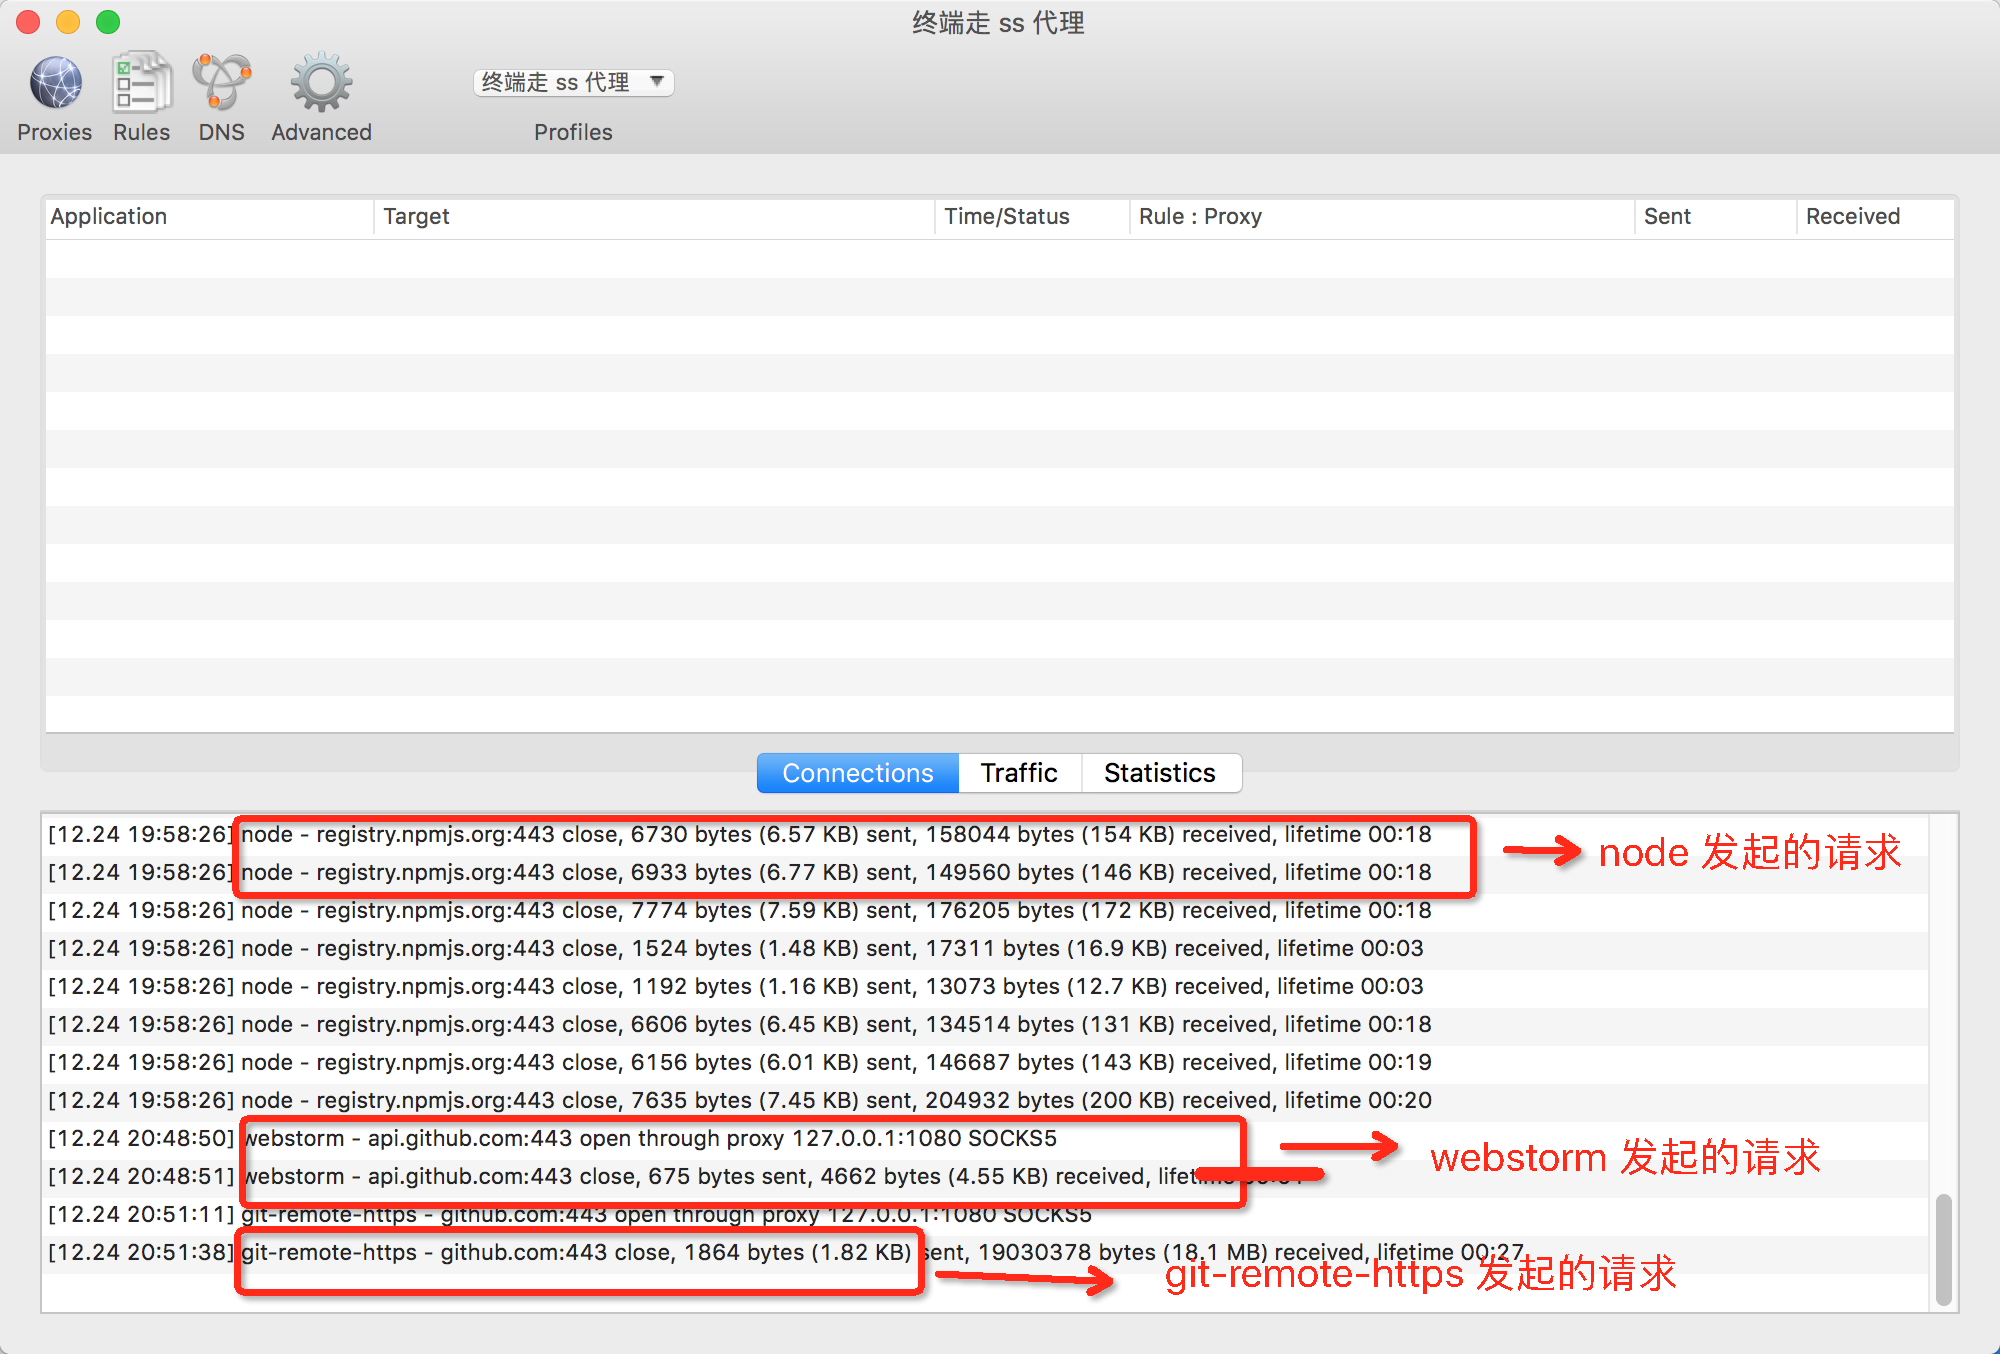 终端走 ss 代理
终端走 ss 代理
Proxies Rules DNS Advanced Profiles
Application Target Time/Status Rule : Proxy Sent Received
Connections Traffic Statistics
[12.24 19:58:26] node - registry.npmjs.org:443 close, 6730 bytes (6.57 KB) sent, 158044 bytes (154 KB) received, lifetime 00:18
node 发起的请求
[12.24 19:58:26] node - registry.npmjs.org:443 close, 6933 bytes (6.77 KB) sent, 149560 bytes (146 KB) received, lifetime 00:18
[12.24 19:58:26] node - registry.npmjs.org:443 close, 7774 bytes (7.59 KB) sent, 176205 bytes (172 KB) received, lifetime 00:18
[12.24 19:58:26] node - registry.npmjs.org:443 close, 1524 bytes (1.48 KB) sent, 17311 bytes (16.9 KB) received, lifetime 00:03
[12.24 19:58:26] node - registry.npmjs.org:443 close, 1192 bytes (1.16 KB) sent, 13073 bytes (12.7 KB) received, lifetime 00:03
[12.24 19:58:26] node - registry.npmjs.org:443 close, 6606 bytes (6.45 KB) sent, 134514 bytes (131 KB) received, lifetime 00:18
[12.24 19:58:26] node - registry.npmjs.org:443 close, 6156 bytes (6.01 KB) sent, 146687 bytes (143 KB) received, lifetime 00:19
[12.24 19:58:26] node - registry.npmjs.org:443 close, 7635 bytes (7.45 KB) sent, 204932 bytes (200 KB) received, lifetime 00:20
[12.24 20:48:50] webstorm - api.github.com:443 open through proxy 127.0.0.1:1080 SOCKS5
webstorm 发起的请求
[12.24 20:48:51] webstorm - api.github.com:443 close, 675 bytes sent, 4662 bytes (4.55 KB) received, lifetime
[12.24 20:51:11] git-remote-https - github.com:443 open through proxy 127.0.0.1:1080 SOCKS5
[12.24 20:51:38] git-remote-https - github.com:443 close, 1864 bytes (1.82 KB) sent, 19030378 bytes (18.1 MB) received, lifetime 00:27
git-remote-https 发起的请求